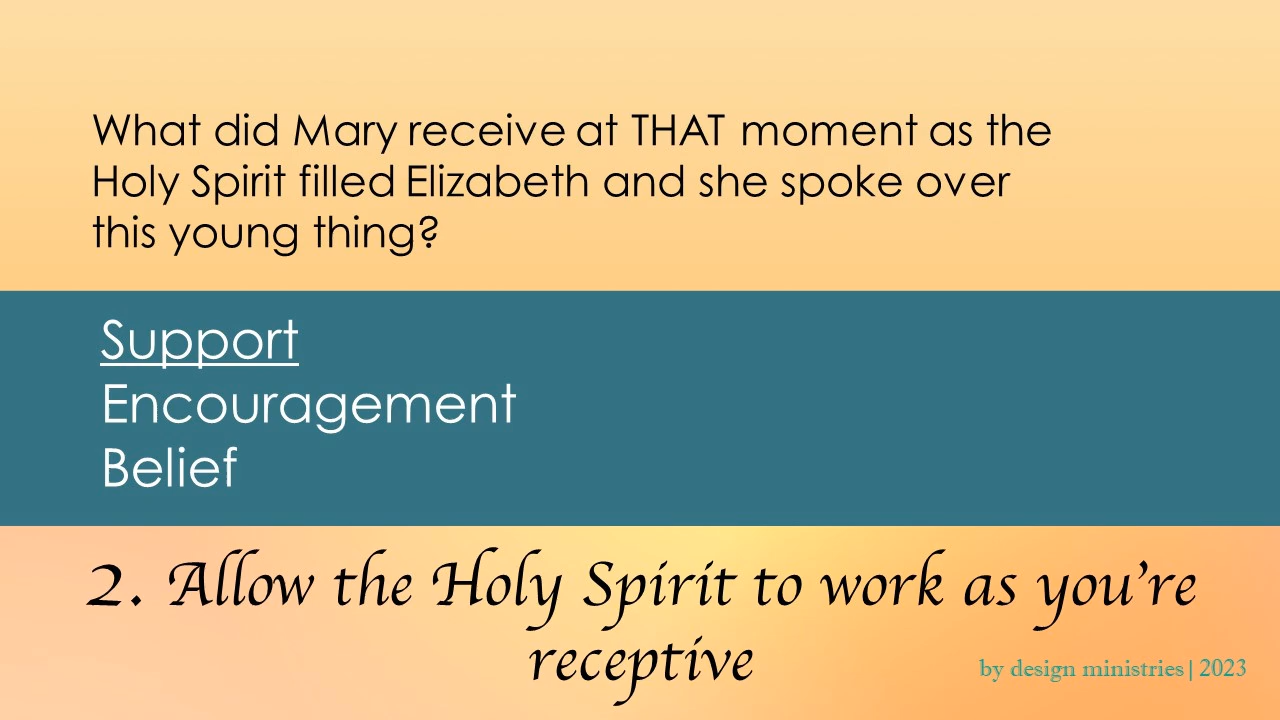 What did Mary receive at THAT moment as the
Holy Spirit filled Elizabeth and she spoke over
this young thing?
Support
Encouragement
Belief
2. Allow the Holy Spirit to work as you're
receptive
by design ministries | 2023